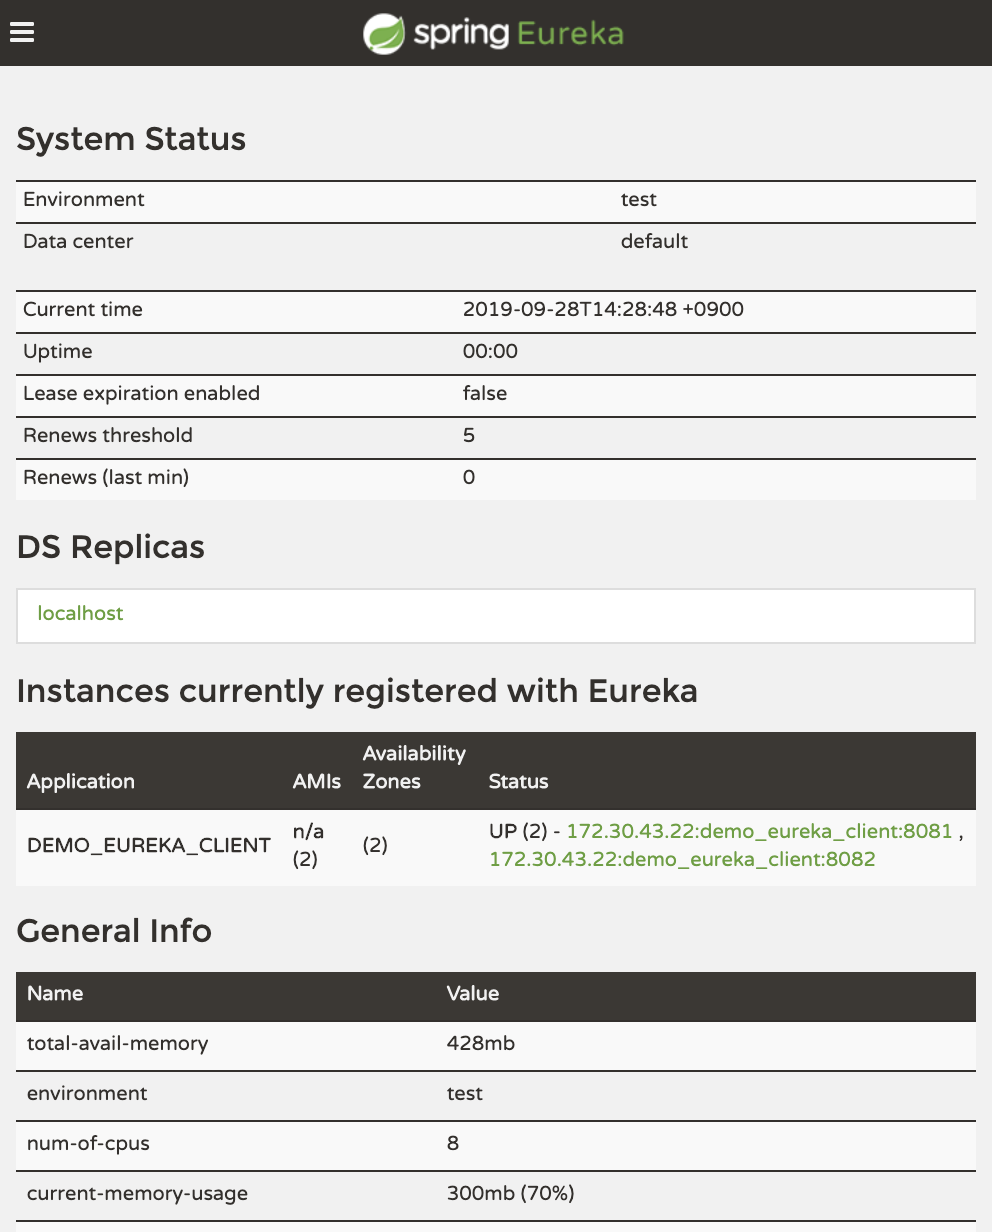 spring Eureka
System Status
Environment test
Data center default
Current time 2019-09-28T14:28:48 +0900
Uptime 00:00
Lease expiration enabled false
Renews threshold 5
Renews (last min) 0
DS Replicas
localhost
Instances currently registered with Eureka
Application AMIs Availability Zones Status
DEMO_EUREKA_CLIENT n/a (2) (2) UP (2) - 172.30.43.22:demo_eureka_client:8081 ,
172.30.43.22:demo_eureka_client:8082
General Info
Name Value
total-avail-memory 428mb
environment test
num-of-cpus 8
current-memory-usage 300mb (70%)